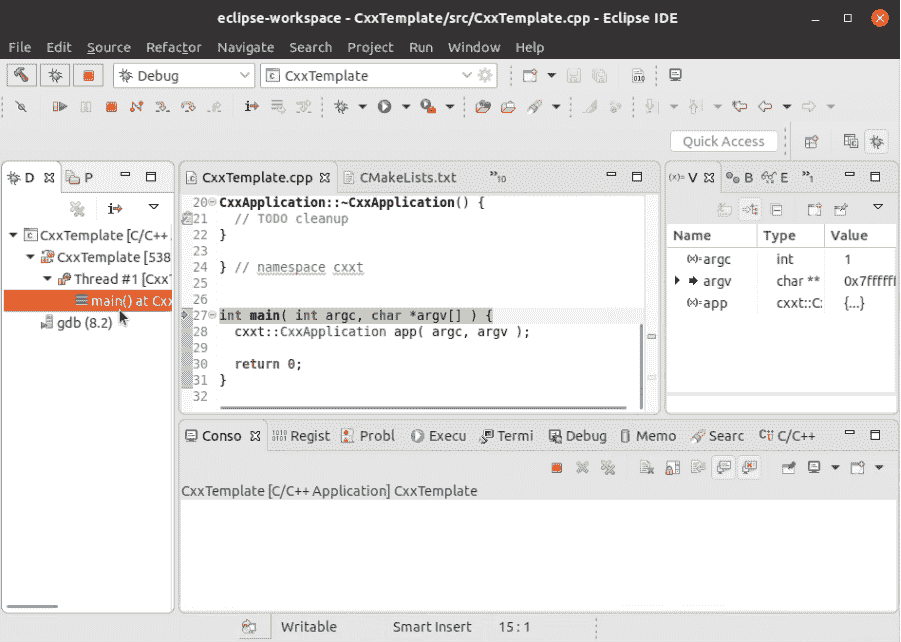 eclipse-workspace - CxxTemplate/src/CxxTemplate.cpp - Eclipse IDE
File Edit Source Refactor Navigate Search Project Run Window Help
Debug CxxTemplate
010
Quick Access
D P
CxxTemplate [C/C++
CxxTemplate [538
Thread #1 [Cxx
main() at Cxx
gdb (8.2)
CxxTemplate.cpp CMakeLists.txt »10
20 CxxApplication::~CxxApplication() {
21 // TODO cleanup
22 }
23
24 } // namespace cxxt
25
26
27 int main( int argc, char *argv[] ) {
28 cxxt::CxxApplication app( argc, argv );
29
30 return 0;
31 }
32
(x)= V B E »1
Name Type Value
(x)= argc int 1
argv char ** 0x7ffffff
(x)= app cxxt::C: {...}
Conso Regist Probl Execu Termi Debug Memo Searc C/C++
CxxTemplate [C/C++ Application] CxxTemplate
Writable Smart Insert 15 : 1